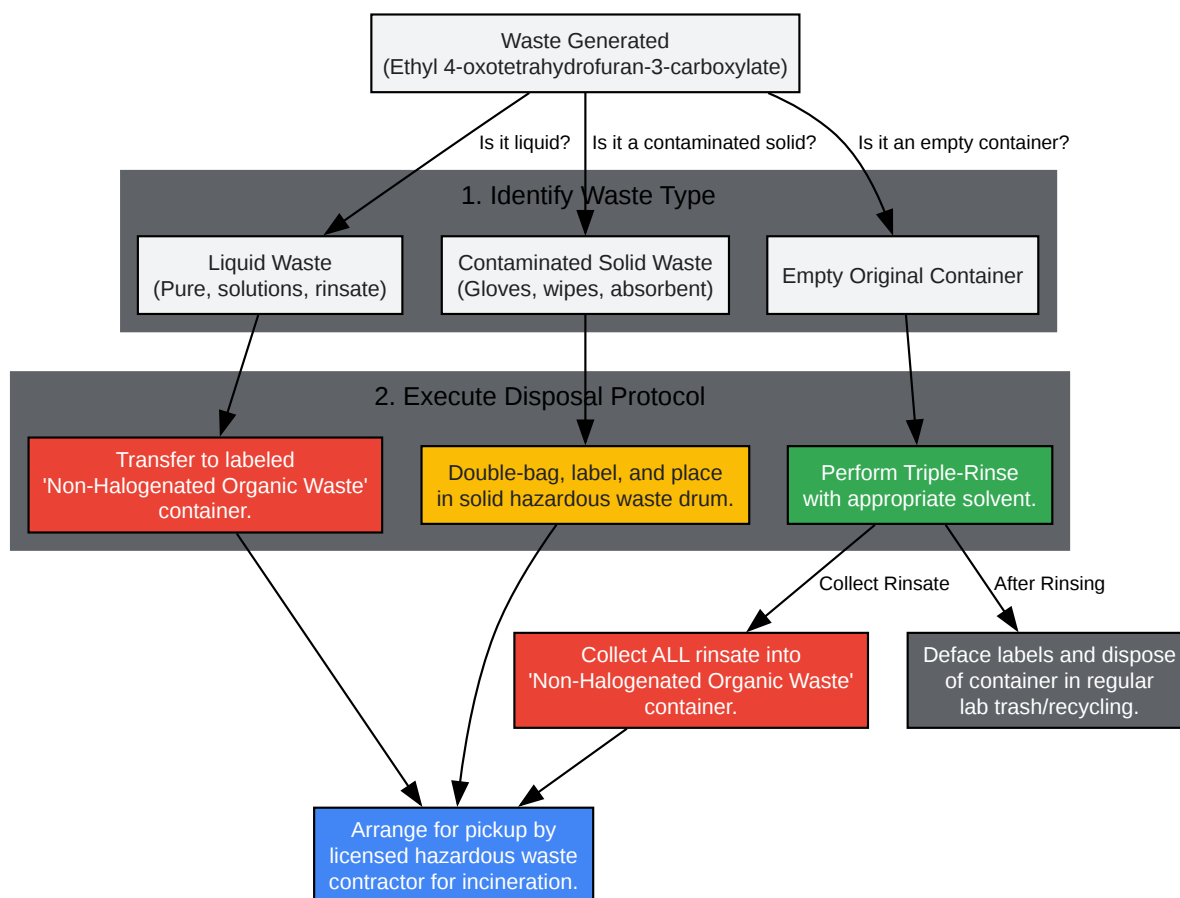 Waste Generated
(Ethyl 4-oxotetrahydrofuran-3-carboxylate)
Is it liquid?
Is it a contaminated solid?
Is it an empty container?
1. Identify Waste Type
Liquid Waste
(Pure, solutions, rinsate)
Contaminated Solid Waste
(Gloves, wipes, absorbent)
Empty Original Container
2. Execute Disposal Protocol
Transfer to labeled
'Non-Halogenated Organic Waste'
container.
Double-bag, label, and place
in solid hazardous waste drum.
Perform Triple-Rinse
with appropriate solvent.
Collect Rinsate
After Rinsing
Collect ALL rinsate into
'Non-Halogenated Organic Waste'
container.
Deface labels and dispose
of container in regular
lab trash/recycling.
Arrange for pickup by
licensed hazardous waste
contractor for incineration.